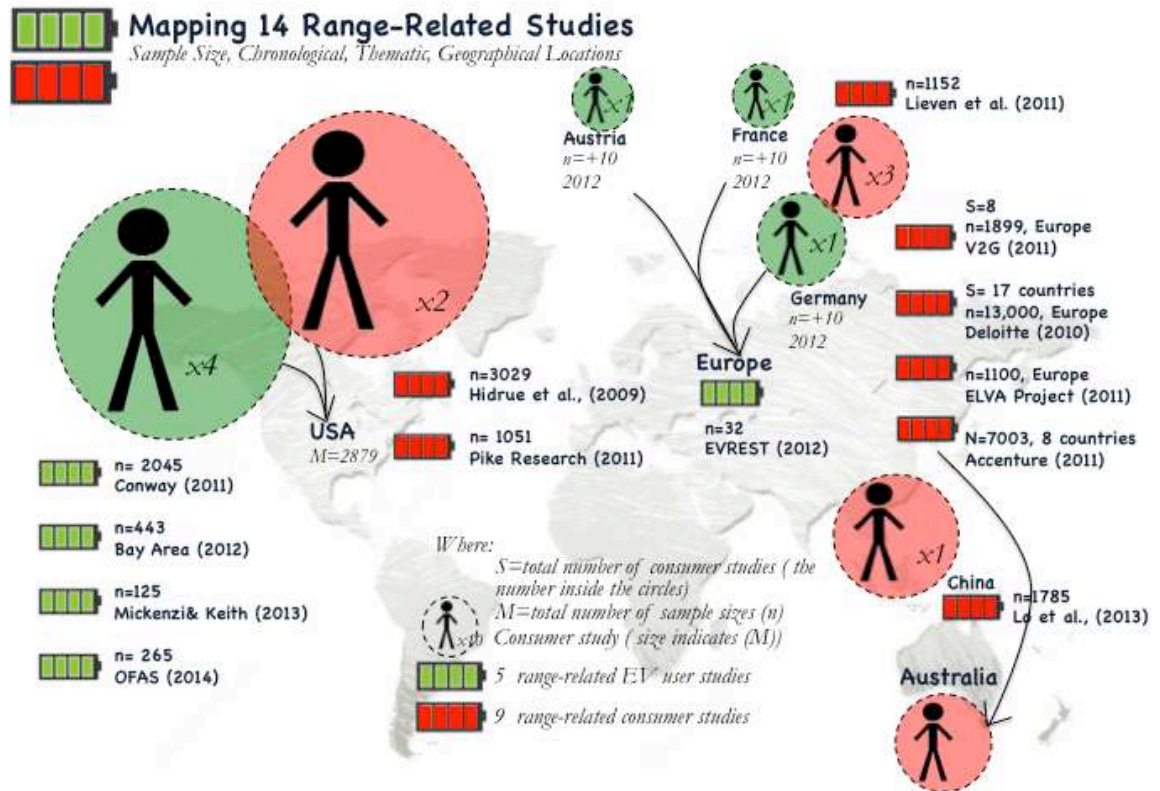 Mapping 14 Range-Related Studies
Sample Size, Chronological, Thematic, Geographical Locations
x1
Austria
n=+10
2012
x1
France
n=+10
2012
n=1152
Lieven et al. (2011)
x3
x1
Germany
n=+10
2012
S=8
n=1899, Europe
V2G (2011)
S= 17 countries
n=13,000, Europe
Deloitte (2010)
n=1100, Europe
ELVA Project (2011)
N=7003, 8 countries
Accenture (2011)
x4
x2
USA
M=2879
n=3029
Hidrue et al., (2009)
n= 1051
Pike Research (2011)
Europe
n=32
EVREST (2012)
n= 2045
Conway (2011)
n=443
Bay Area (2012)
n=125
Mickenzi& Keith (2013)
n= 265
OFAS (2014)
Where:
S=total number of consumer studies ( the
number inside the circles)
M=total number of sample sizes (n)
x10
Consumer study ( size indicates (M))
5 range-related EV user studies
9 range-related consumer studies
x1
China
n=1785
Lo et al., (2013)
Australia